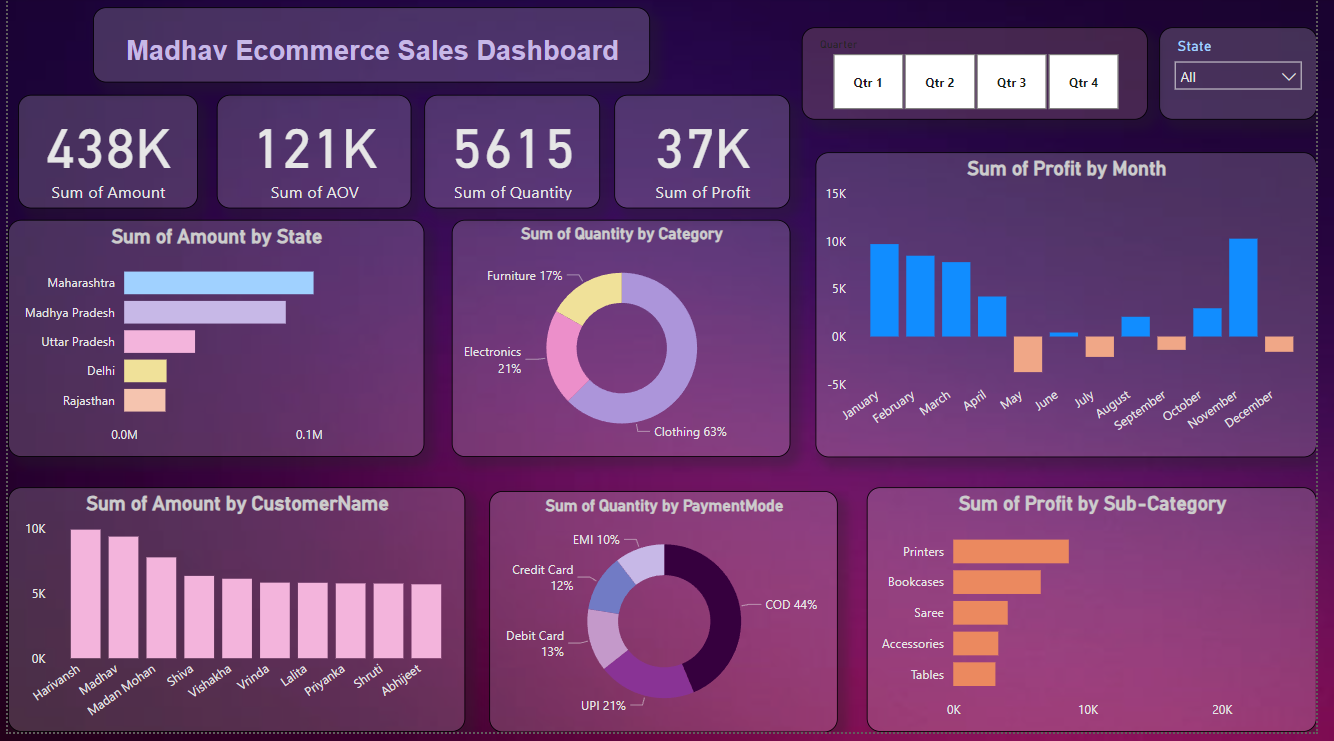 Madhav Ecommerce Sales Dashboard
Quarter
Qtr 1
Qtr 2
Qtr 3
Qtr 4
State
All
438K
Sum of Amount
121K
Sum of AOV
5615
Sum of Quantity
37K
Sum of Profit
Sum of Amount by State
Maharashtra
Madhya Pradesh
Uttar Pradesh
Delhi
Rajasthan
0.0M
0.1M
Sum of Quantity by Category
Furniture 17%
Electronics
21%
Clothing 63%
Sum of Profit by Month
15K
10K
5K
0K
-5K
January
February
March
April
May
June
July
August
September
October
November
December
Sum of Amount by CustomerName
10K
5K
0K
Harivansh
Madhav
Madan Mohan
Shiva
Vishakha
Vrinda
Lalita
Priyanka
Shruti
Abhijeet
Sum of Quantity by PaymentMode
EMI 10%
Credit Card
12%
Debit Card
13%
UPI 21%
COD 44%
Sum of Profit by Sub-Category
Printers
Bookcases
Saree
Accessories
Tables
0K
10K
20K